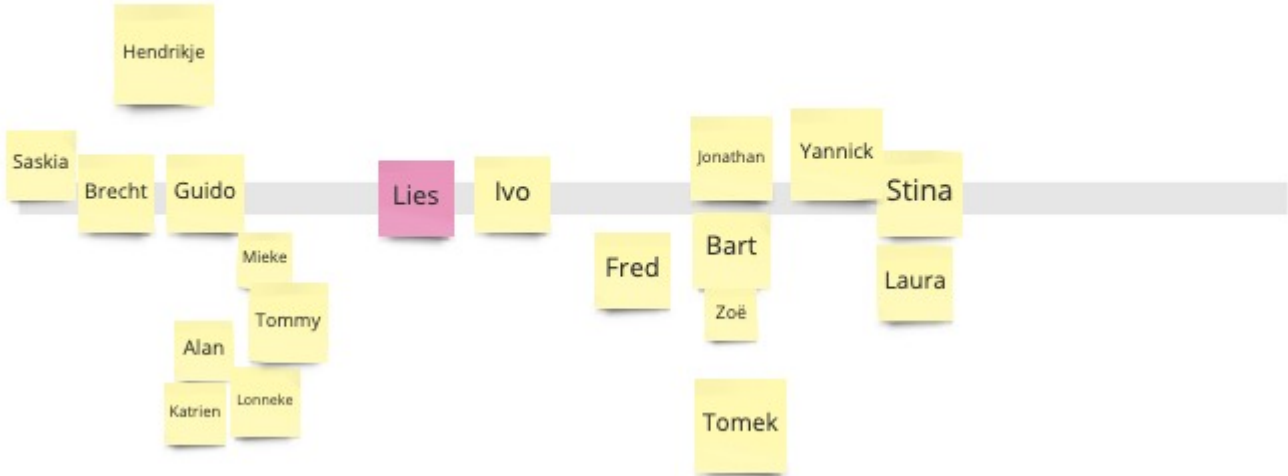 Hendrikje
Saskia
Brecht
Guido
Lies
Ivo
Jonathan
Yannick
Stina
Mieke
Tommy
Alan
Katrien
Lonneke
Fred
Bart
Zoë
Laura
Tomek